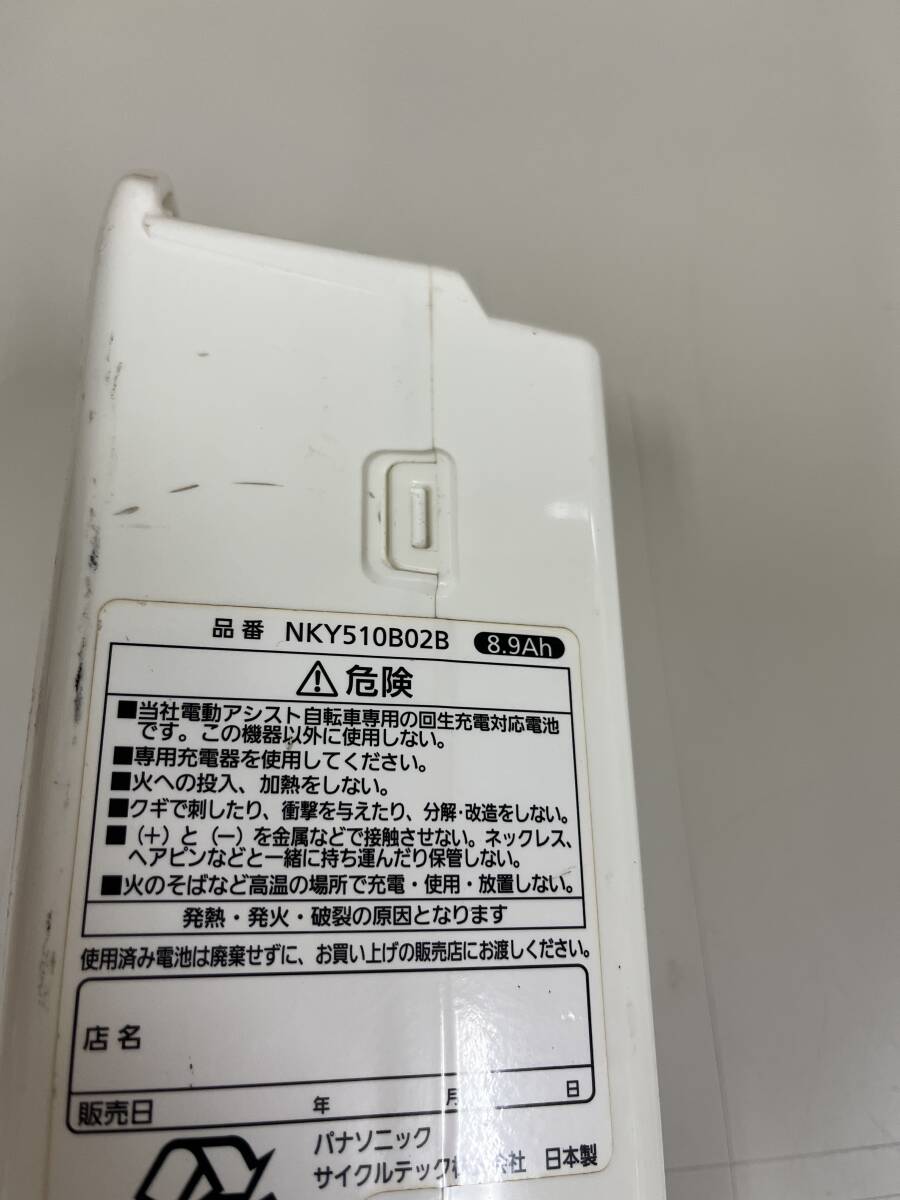 品番 NKY510B02B 8.9Ah
危険
■当社電動アシスト自転車専用の回生充電対応電池
です。この機器以外に使用しない。
■専用充電器を使用してください。
■火への投入、加熱をしない。
■クギで刺したり、衝撃を与えたり、分解・改造をしない。
■（＋）と（－）を金属などで接触させない。ネックレス、
ヘアピンなどと一緒に持ち運んだり保管しない。
■火のそばなど高温の場所で充電・使用・放置しない。
発熱・発火・破裂の原因となります
使用済み電池は廃棄せずに、お買い上げの販売店にお渡しください。
店名
販売日 年 月 日
パナソニック
サイクルテック 会社 日本製